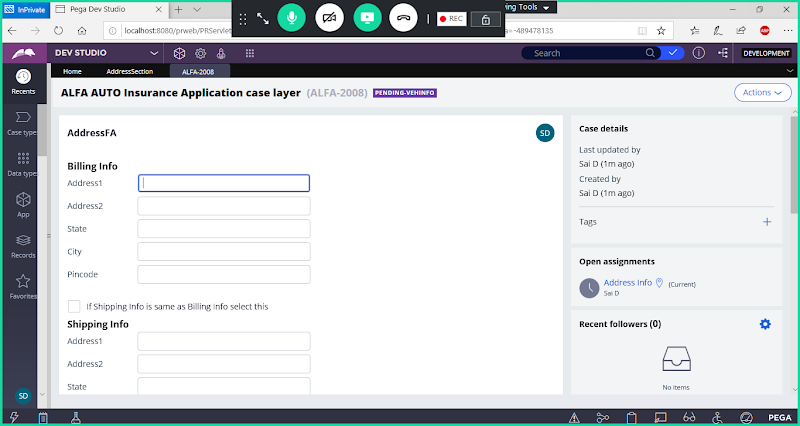 InPrivate
Pega Dev Studio
ving Tools
localhost:8080/prweb/PRServlet
a=-489478135
REC
ABP
DEV STUDIO
Search
DEVELOPMENT
Recents
Home
AddressSection
ALFA-2008
ALFA AUTO Insurance Application case layer (ALFA-2008) PENDING-VEHINFO
Actions
Case types
Data types
App
Records
Favorites
SD
AddressFA
SD
Billing Info
Address1
Address2
State
City
Pincode
If Shipping Info is same as Billing Info select this
Shipping Info
Address1
Address2
State
Case details
Last updated by
Sai D (1m ago)
Created by
Sai D (1m ago)
Tags
Open assignments
Address Info (Current)
Sai D
Recent followers (0)
No items
PEGA